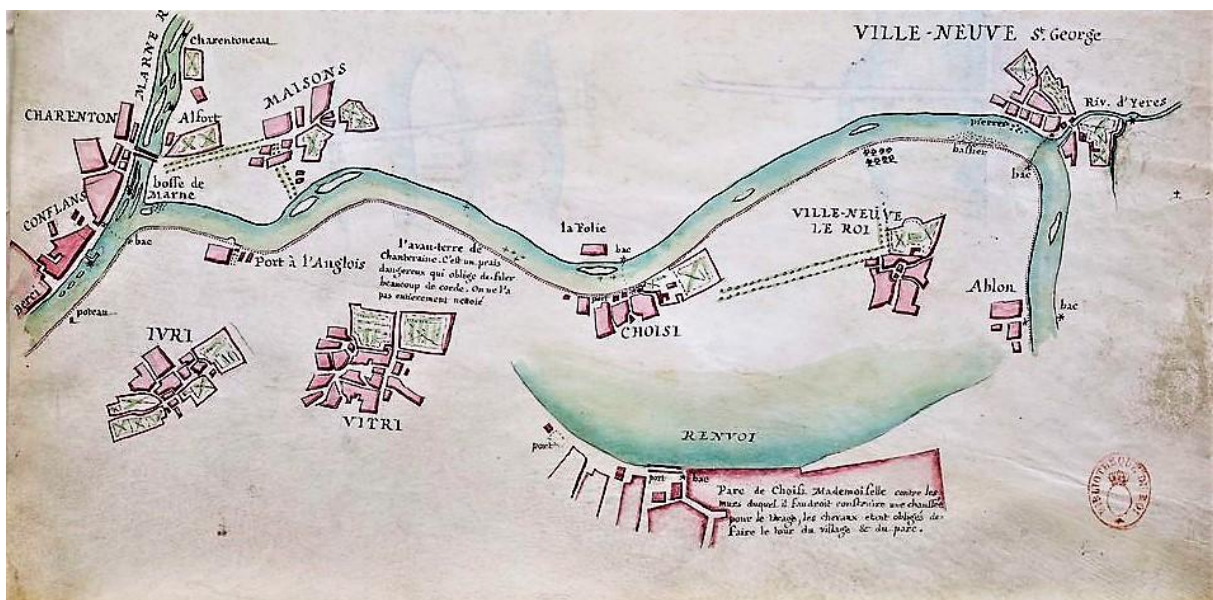 VILLE-NEUVE St. George
MARNE R
Charentoneau
MAISONS
CHARENTON
Alfort
Riv. d'Yeres
pierres
bassier
bac
bosse de
Marne
CONFLANS
VILLE-NEUVE
LE ROI
la Folie
bac
bac
Port à l'Anglois
l'avau-terre de
Chanteraine. C'est un prais
dangereux qui oblige de filer
beaucoup de corde. On ne l'a
pas entierement netoié
Berci
port
Ablon
bac
poteau
CHOISI
IVRI
VITRI
RENVOI
port
port
bac
Parc de Choisi Mademoiselle contre les
murs duquel il faudroit construire une chaussée
pour le tirage, les chevaux etant obligés de
faire le tour du village & du parc.
BIBLIOTHEQUE DU ROI